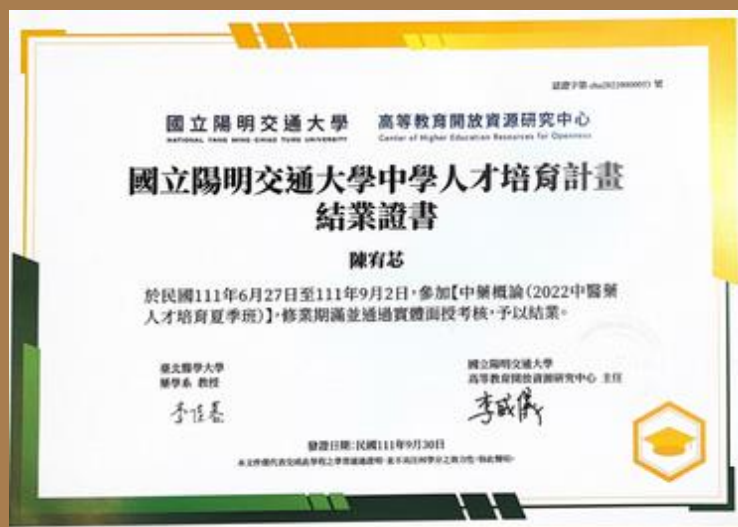 國立陽明交通大學 高等教育開放資源研究中心
NATIONAL YANG MING CHIAO TUNG UNIVERSITY Center of Higher Education Resources for Openness
國立陽明交通大學中學人才培育計畫
結業證書
陳宥芯
於民國111年6月27日至111年9月2日,參加【中藥概論(2022中醫藥
人才培育夏季班)】,修業期滿並通過實體面授考核,予以結業。
臺北醫學大學
藥學系 教授
國立陽明交通大學
高等教育開放資源研究中心 主任
李威儀
發證日期:民國111年9月30日